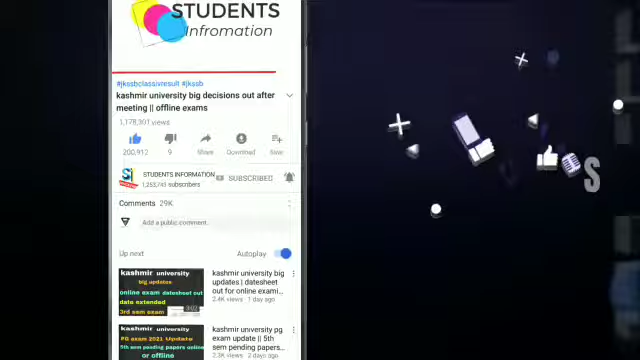 STUDENTS
Infromation
#jkssbclassivresult #jkssb
kashmir university big decisions out after
meeting || offline exams
1,178,301 views
200,912
9
Share
Download
Save
STUDENTS INFORMATION
1,253,741 subscribers
SUBSCRIBED
Comments 29K
Add a public comment.
Up next
Autoplay
kashmir university
big updates
online exam datesheet out
date extended
3rd sem exam
kashmir university big
updates | datesheet
out for online exami...
2.4K views 1 day ago
kashmir university
PG exam 2021 Update
5th sem pending papers online
or offline
kashmir university pg
exam update || 5th
sem pending papers...
2.3K views 2 days ago
S